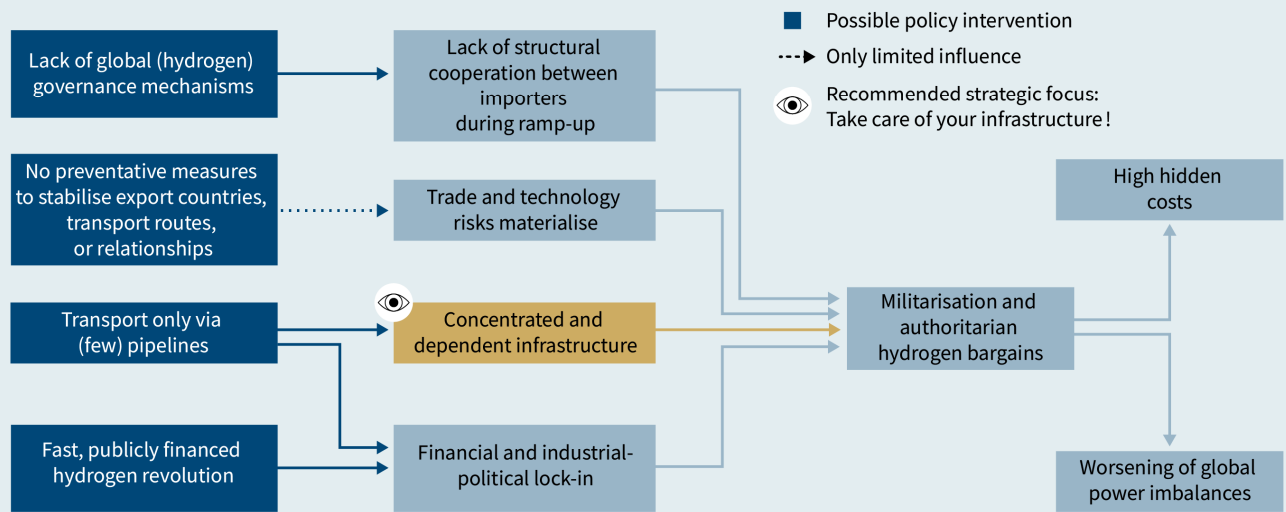 Possible policy intervention
Only limited influence
Recommended strategic focus:
Take care of your infrastructure!
Lack of global (hydrogen)
governance mechanisms
Lack of structural
cooperation between
importers
during ramp-up
No preventative measures
to stabilise export countries,
transport routes,
or relationships
Trade and technology
risks materialise
Transport only via
(few) pipelines
Concentrated and
dependent infrastructure
Fast, publicly financed
hydrogen revolution
Financial and industrial-
political lock-in
Militarisation and
authoritarian
hydrogen bargains
High hidden
costs
Worsening of global
power imbalances